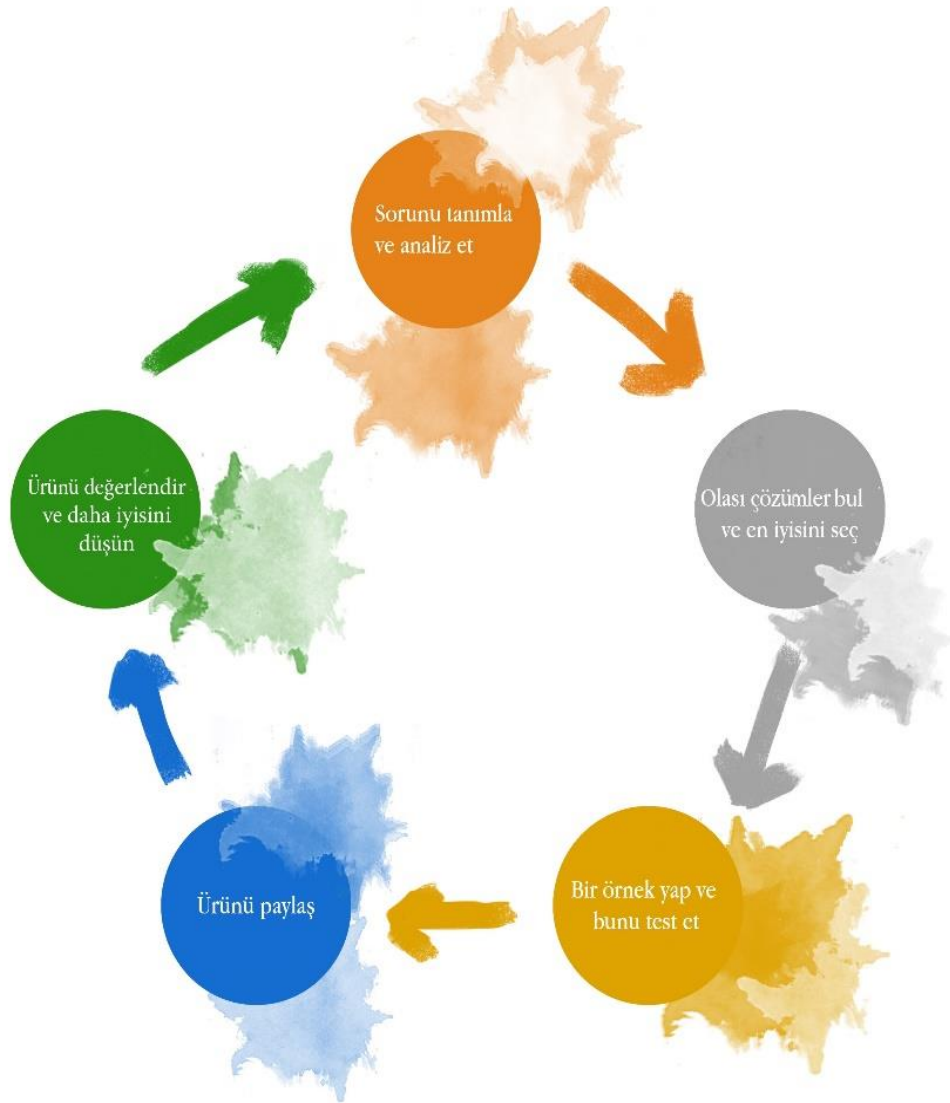 Sorunu tanımla
ve analiz et
Olası çözümler bul
ve en iyisini seç
Bir örnek yap ve
bunu test et
Ürünü paylaş
Ürünü değerlendir
ve daha iyisini
düşün